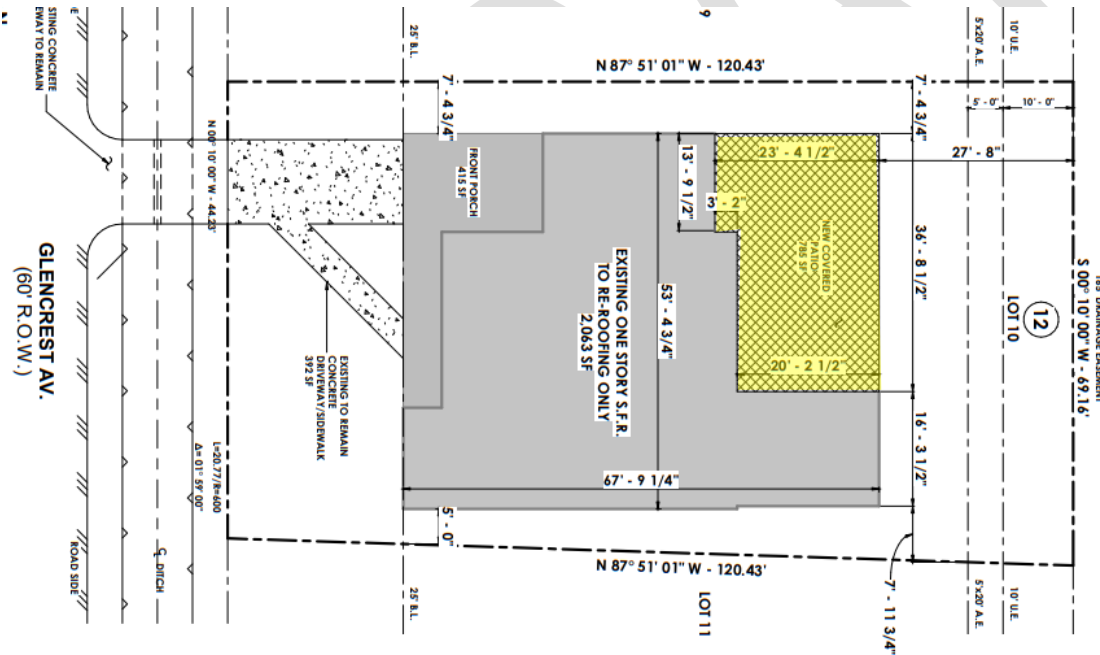 STING CONCRETE
EWAY TO REMAIN
25' B.L.
9
10' U.E.
5'x20' A.E.
N 87° 51' 01" W - 120.43'
7' - 4 3/4"
7' - 4 3/4"
5' - 0"
10' - 0"
27' - 8"
N 00° 10' 00" W - 44.23'
FRONT PORCH
415 SF
13' - 9 1/2"
23' - 4 1/2"
3' - 2"
NEW COVERED
PATIO
785 SF
36' - 8 1/2"
DRAINAGE EASEMENT
S 00° 10' 00" W - 69.16'
12
LOT 10
GLENCREST AV.
(60' R.O.W.)
EXISTING ONE STORY S.F.R.
TO RE-ROOFING ONLY
2,063 SF
53' - 4 3/4"
20' - 2 1/2"
EXISTING TO REMAIN
CONCRETE
DRIVEWAY/SIDEWALK
392 SF
16' - 3 1/2"
L=20.77/R=600
Δ= 01° 59' 00"
67' - 9 1/4"
5' - 0"
N 87° 51' 01" W - 120.43'
7' - 11 3/4"
ROAD SIDE
DITCH
25' B.L.
LOT 11
5'x20' A.E.
10' U.E.